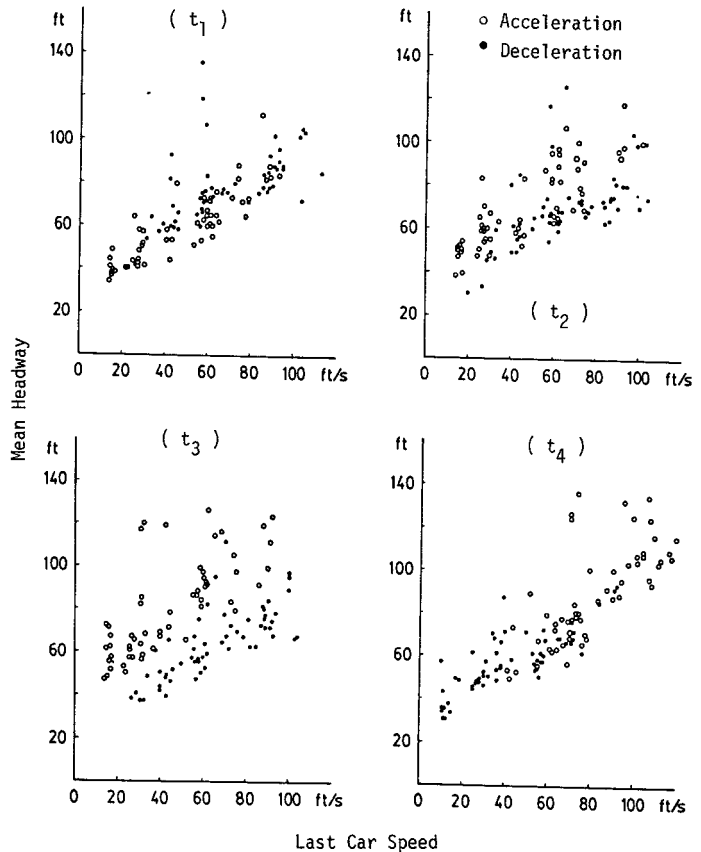 ft ( t1 )
140
100
60
20
0 20 40 60 80 100 ft/s
ft
○ Acceleration
● Deceleration
140
100
60
20
( t2 )
0 20 40 60 80 100 ft/s
Mean Headway
ft ( t3 )
140
100
60
20
0 20 40 60 80 100 ft/s
ft ( t4 )
140
100
60
20
0 20 40 60 80 100 ft/s
Last Car Speed